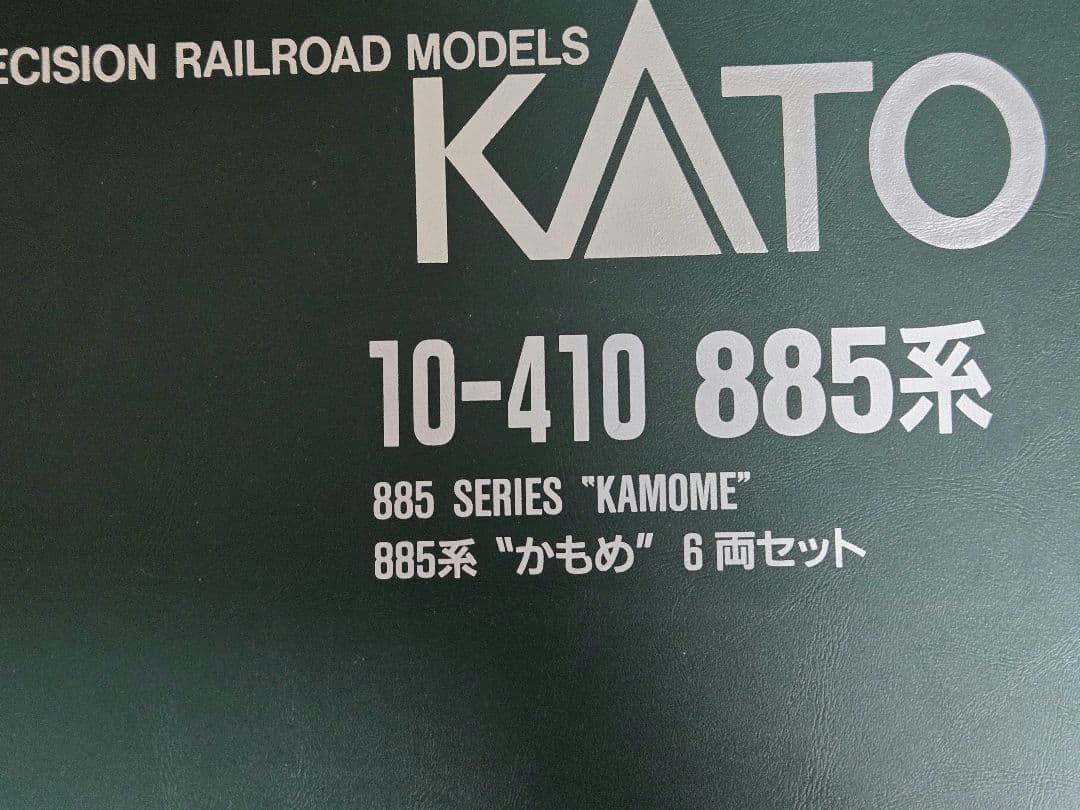 ECISION RAILROAD MODELS
KATO
10-410 885系
885 SERIES〝KAMOME”
885系〝かもめ” 6両セット